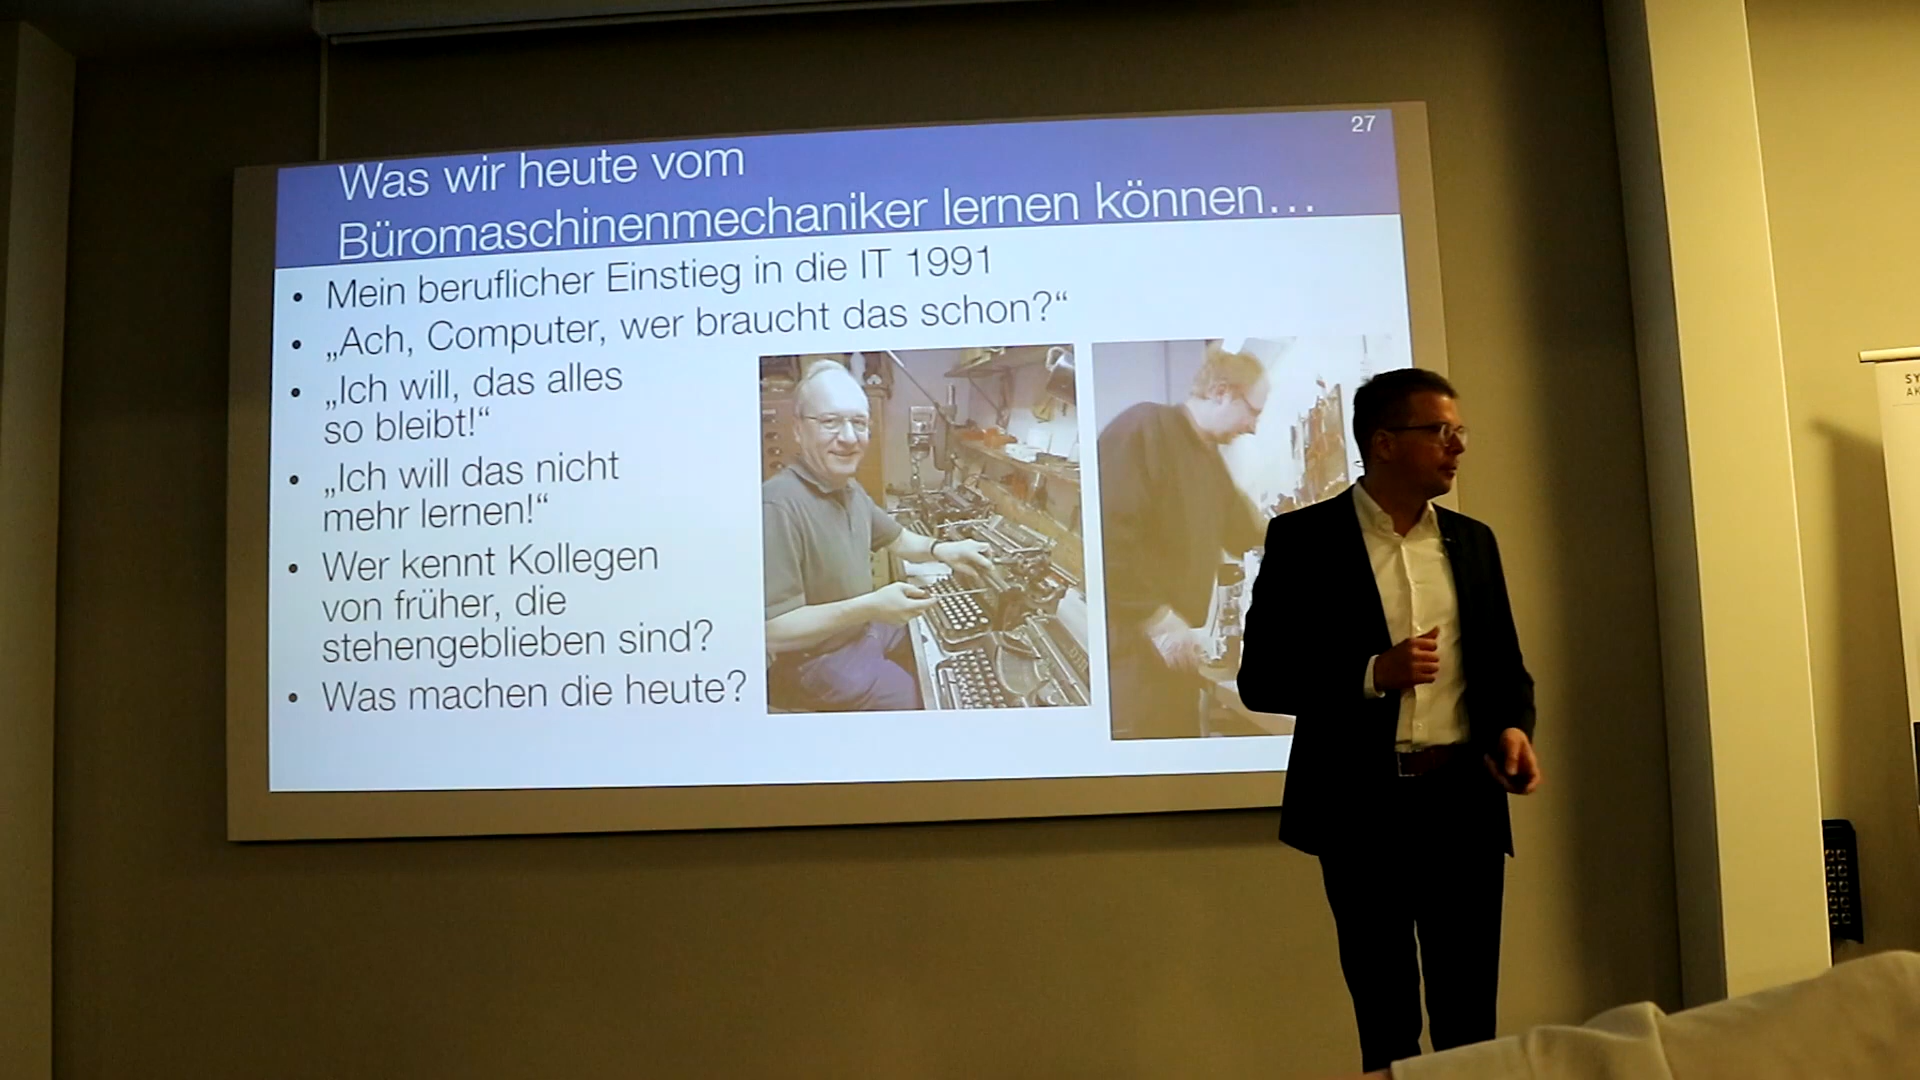 27
Was wir heute vom
Büromaschinenmechaniker lernen können…
• Mein beruflicher Einstieg in die IT 1991
• „Ach, Computer, wer braucht das schon?“
• „Ich will, das alles
so bleibt!“
• „Ich will das nicht
mehr lernen!“
• Wer kennt Kollegen
von früher, die
stehengeblieben sind?
• Was machen die heute?